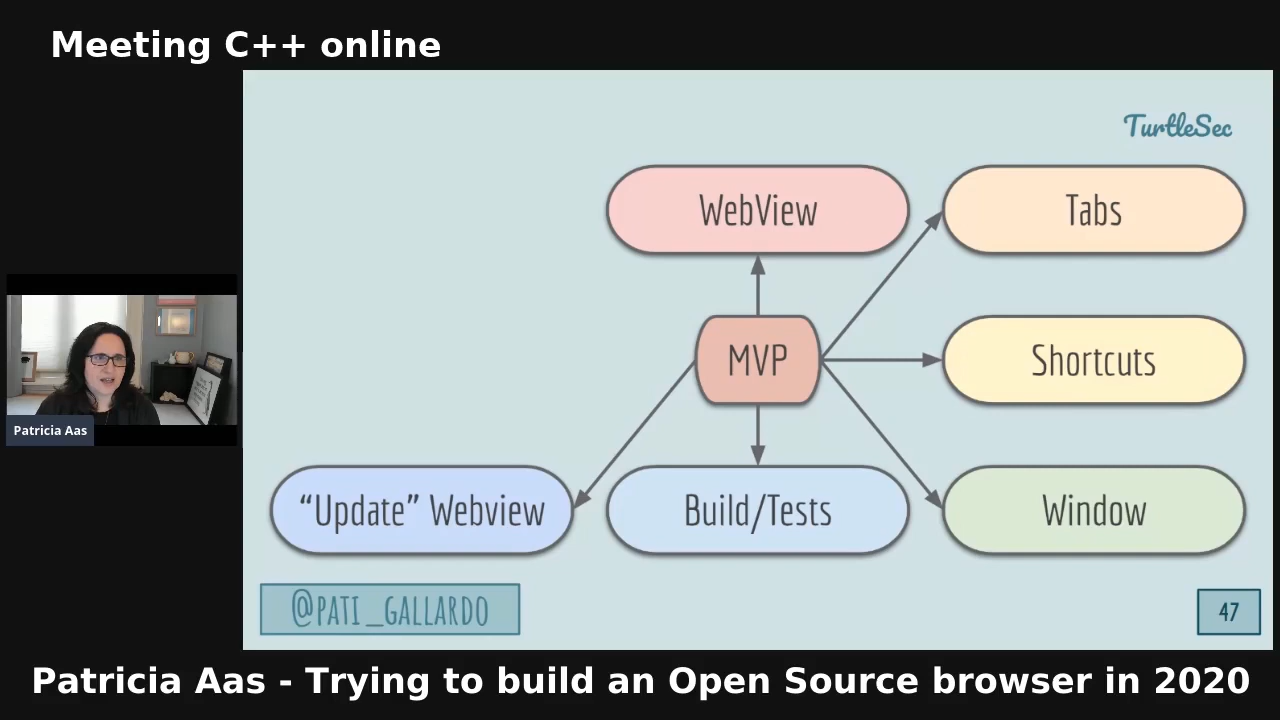 Meeting C++ online
TurtleSec
WebView
Tabs
MVP
Shortcuts
“Update” Webview
Build/Tests
Window
Patricia Aas
@PATI_GALLARDO
47
Patricia Aas - Trying to build an Open Source browser in 2020